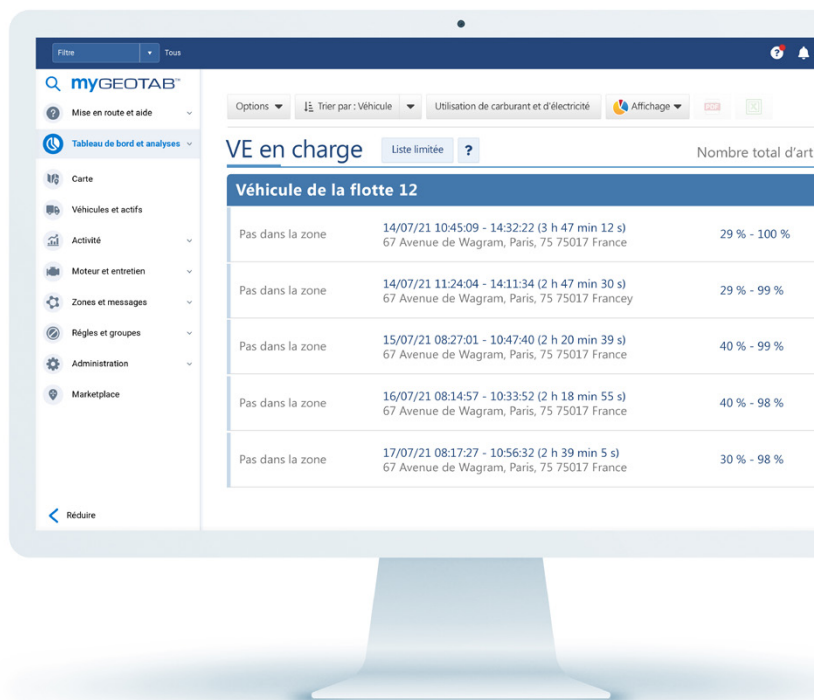 Filtre
Tous
?
myGEOTAB™
? Mise en route et aide
Tableau de bord et analyses
Carte
Véhicules et actifs
Activité
Moteur et entretien
Zones et messages
Régles et groupes
Administration
Marketplace
Réduire
Options
Trier par : Véhicule
Utilisation de carburant et d'électricité
Affichage
PDF
VE en charge
Liste limitée
?
Nombre total d'art
Véhicule de la flotte 12
Pas dans la zone
14/07/21 10:45:09 - 14:32:22 (3 h 47 min 12 s)
67 Avenue de Wagram, Paris, 75 75017 France
29 % - 100 %
Pas dans la zone
14/07/21 11:24:04 - 14:11:34 (2 h 47 min 30 s)
67 Avenue de Wagram, Paris, 75 75017 Francey
29 % - 99 %
Pas dans la zone
15/07/21 08:27:01 - 10:47:40 (2 h 20 min 39 s)
67 Avenue de Wagram, Paris, 75 75017 France
40 % - 99 %
Pas dans la zone
16/07/21 08:14:57 - 10:33:52 (2 h 18 min 55 s)
67 Avenue de Wagram, Paris, 75 75017 France
40 % - 98 %
Pas dans la zone
17/07/21 08:17:27 - 10:56:32 (2 h 39 min 5 s)
67 Avenue de Wagram, Paris, 75 75017 France
30 % - 98 %